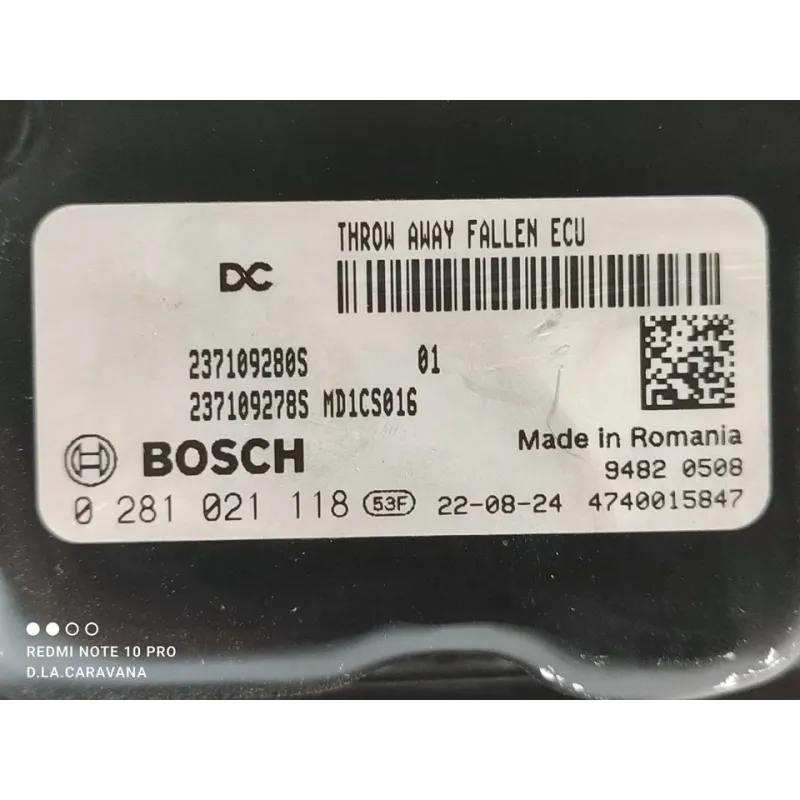 THROW AWAY FALLEN ECU
DC
237109280S 01
237109278S MD1CS016
BOSCH
Made in Romania
9482 0508
0 281 021 118 53F 22-08-24 4740015847
REDMI NOTE 10 PRO
D.LA.CARAVANA